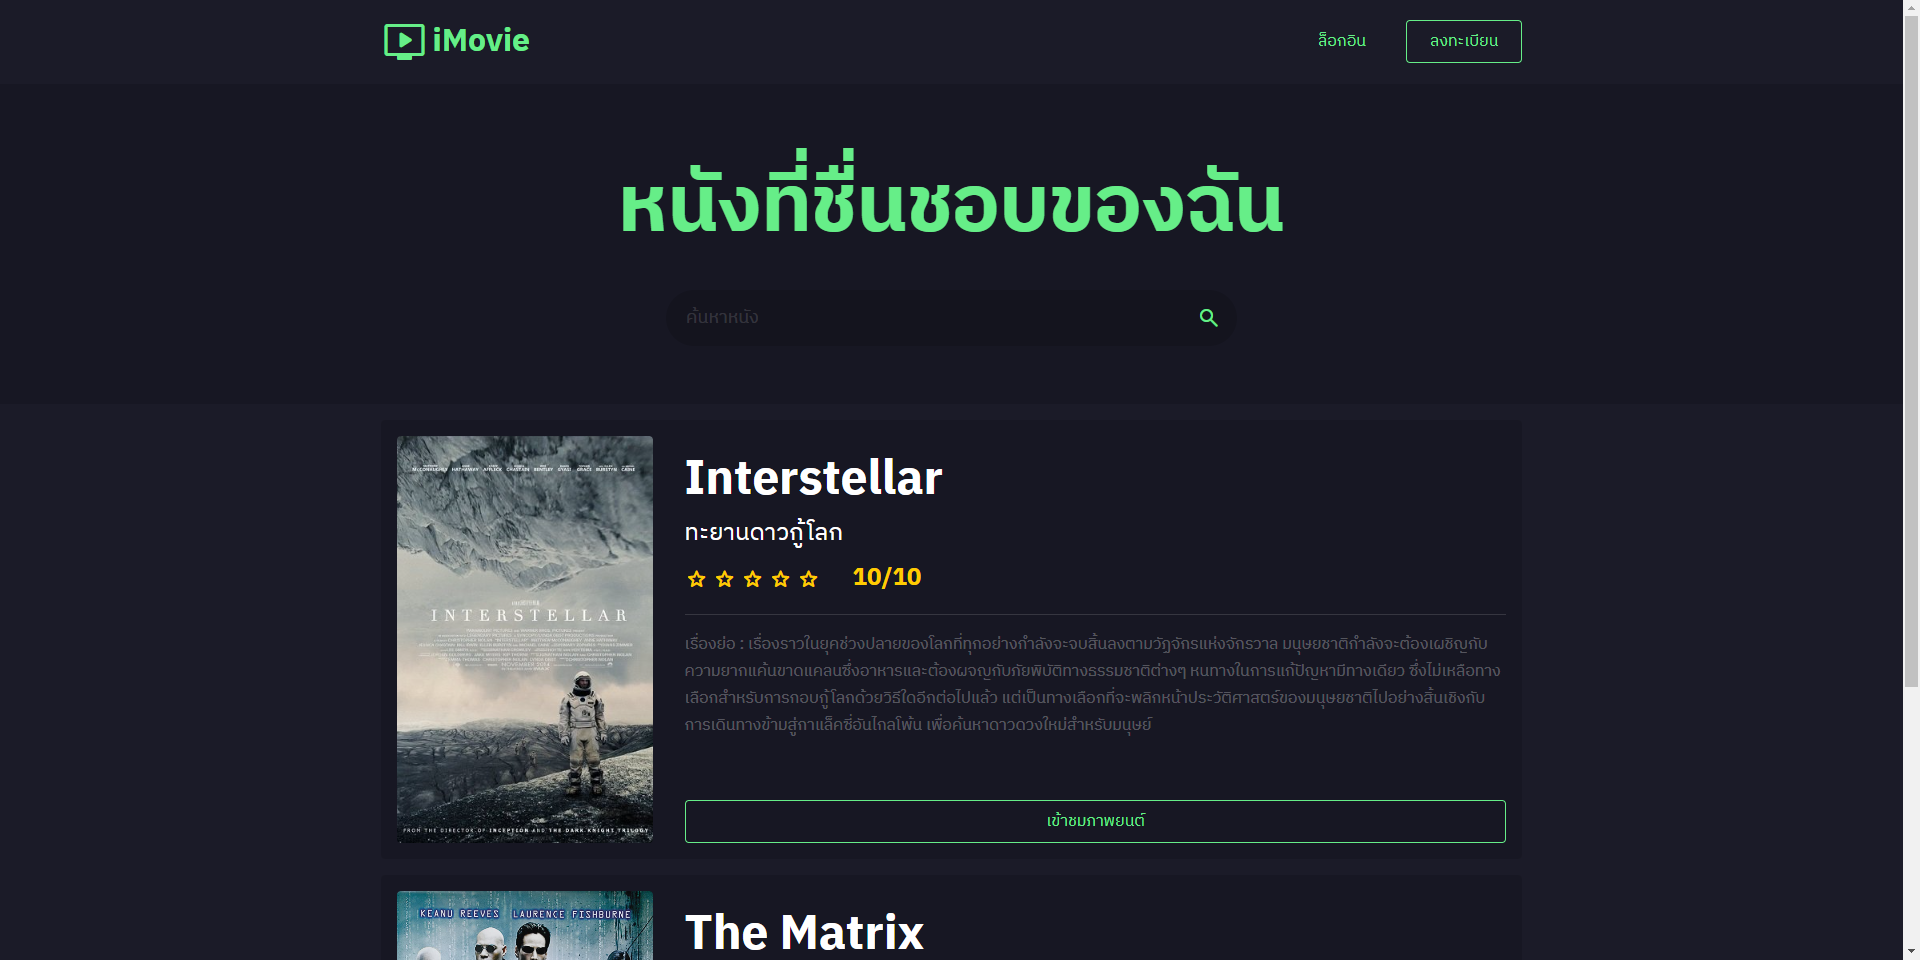 iMovie
ล็อกอิน
ลงทะเบียน
หนังที่ชื่นชอบของฉัน
ค้นหาหนัง
Interstellar
ทะยานดาวกู้โลก
10/10
เรื่องย่อ : เรื่องราวในยุคช่วงปลายของโลกที่ทุกอย่างกำลังจะจบสิ้นลงตามวัฏจักรแห่งจักรวาล มนุษยชาติกำลังจะต้องเผชิญกับ
ความยากแค้นขาดแคลนซึ่งอาหารและต้องผจญกับภัยพิบัติทางธรรมชาติต่างๆ หนทางในการแก้ปัญหามีทางเดียว ซึ่งไม่เหลือทาง
เลือกสำหรับการกอบกู้โลกด้วยวิธีใดอีกต่อไปแล้ว แต่เป็นทางเลือกที่จะพลิกหน้าประวัติศาสตร์ของมนุษยชาติไปอย่างสิ้นเชิงกับ
การเดินทางข้ามสู่กาแล็คซี่อันไกลโพ้น เพื่อค้นหาดาวดวงใหม่สำหรับมนุษย์
เข้าชมภาพยนต์
McCONAUGHEY HATHAWAY AFFLECK CHASTAIN BENTLEY GYASI GRACE BURSTYN CAINE
INTERSTELLAR
NOVEMBER 2014
FROM THE DIRECTOR OF INCEPTION AND THE DARK KNIGHT TRILOGY
The Matrix
KEANU REEVES LAURENCE FISHBURNE